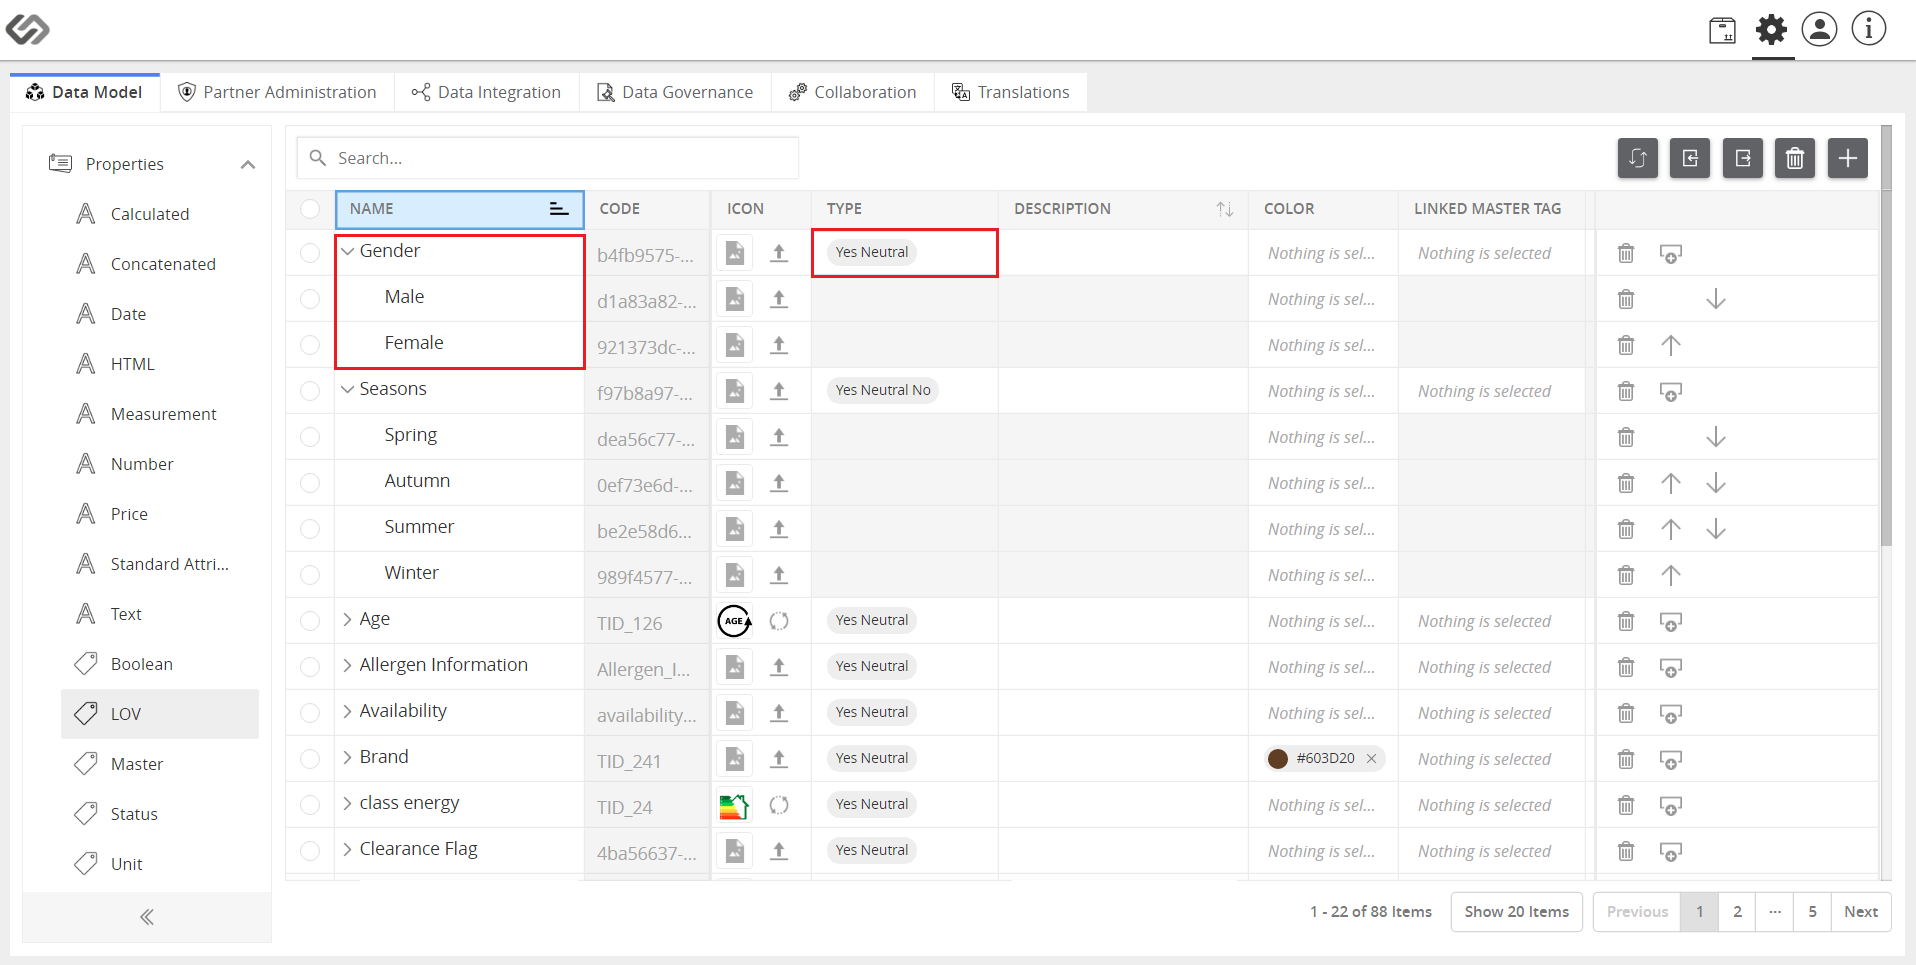 Data Model Partner Administration Data Integration Data Governance Collaboration Translations
Properties
Calculated
Concatenated
Date
HTML
Measurement
Number
Price
Standard Attri...
Text
Boolean
LOV
Master
Status
Unit
Search...
NAME CODE ICON TYPE DESCRIPTION COLOR LINKED MASTER TAG
Gender b4fb9575-... Yes Neutral Nothing is sel... Nothing is selected
Male d1a83a82-... Nothing is sel...
Female 921373dc-... Nothing is sel...
Seasons f97b8a97-... Yes Neutral No Nothing is sel... Nothing is selected
Spring dea56c77-... Nothing is sel...
Autumn 0ef73e6d-... Nothing is sel...
Summer be2e58d6... Nothing is sel...
Winter 989f4577-... Nothing is sel...
Age TID_126 AGE Yes Neutral Nothing is sel... Nothing is selected
Allergen Information Allergen_I... Yes Neutral Nothing is sel... Nothing is selected
Availability availability... Yes Neutral Nothing is sel... Nothing is selected
Brand TID_241 Yes Neutral #603D20 Nothing is selected
class energy TID_24 Yes Neutral Nothing is sel... Nothing is selected
Clearance Flag 4ba56637-... Yes Neutral Nothing is sel... Nothing is selected
1 - 22 of 88 Items Show 20 Items Previous 1 2 ... 5 Next